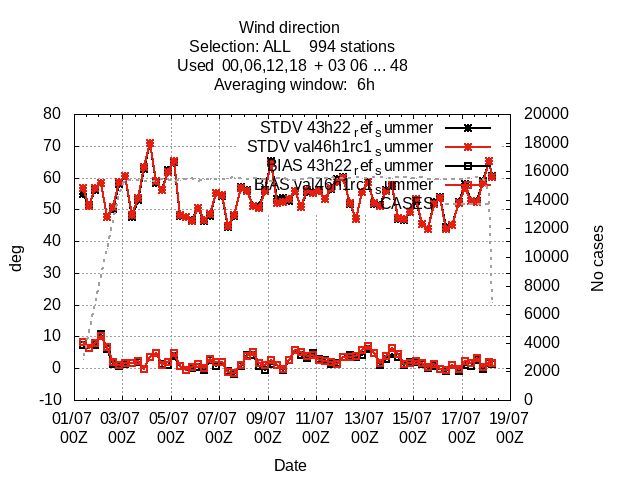 Wind direction
Selection: ALL 994 stations
Used 00,06,12,18 + 03 06 ... 48
Averaging window: 6h
80 20000
STDV 43h22refsummer
70 18000
STDV val46h1rc1summer
BIAS 43h22refsummer
60 16000
BIAS val46h1rc1summer
CASES
50 14000
40 12000
30 10000
20 8000
6000
10 4000
0 2000
-10 0
deg
No cases
01/07 03/07 05/07 07/07 09/07 11/07 13/07 15/07 17/07 19/07
00Z 00Z 00Z 00Z 00Z 00Z 00Z 00Z 00Z 00Z
Date